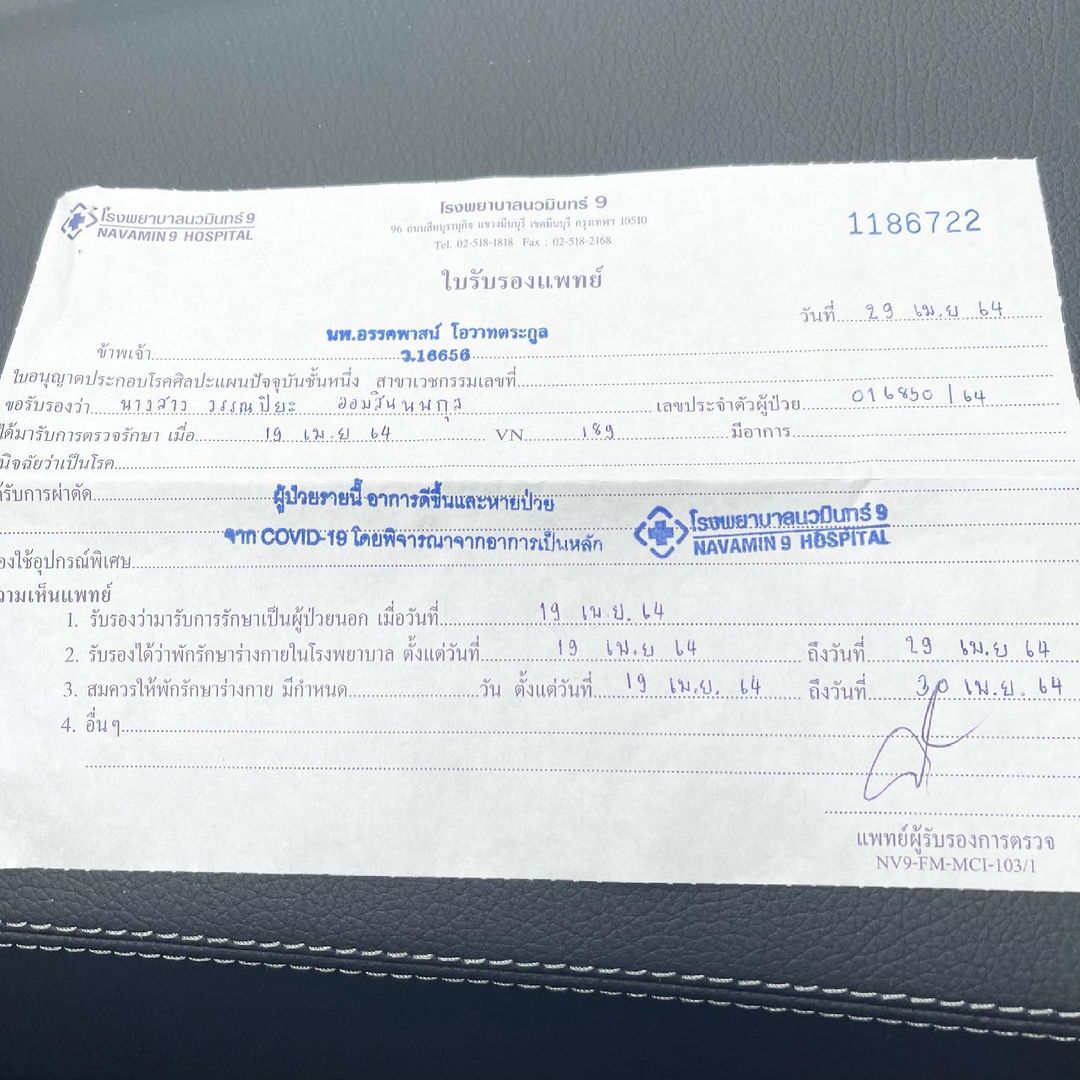 โรงพยาบาลนวมินทร์ 9
NAVAMIN 9 HOSPITAL
โรงพยาบาลนวมินทร์ 9
96 ถนนสีหบุรานุกิจ แขวงมีนบุรี เขตมีนบุรี กรุงเทพฯ 10510
Tel. 02-518-1818 Fax : 02-518-2168
1186722
ใบรับรองแพทย์
วันที่ 29 เม.ย 64
ข้าพเจ้า นพ.อรรคพาสน์ โอวาทตระกูล
ว.16656
ใบอนุญาตประกอบโรคศิลปะแผนปัจจุบันชั้นหนึ่ง สาขาเวชกรรมเลขที่
ขอรับรองว่า นางสาว วรรณปิยะ ออมสินนพกุล เลขประจำตัวผู้ป่วย 016850/64
ได้มารับการตรวจรักษา เมื่อ 19 เม.ย 64 VN 189 มีอาการ
นิจฉัยว่าเป็นโรค
รับการผ่าตัด
ผู้ป่วยรายนี้ อาการดีขึ้นและหายป่วย
จาก COVID-19 โดยพิจารณาจากอาการเป็นหลัก
โรงพยาบาลนวมินทร์ 9
NAVAMIN 9 HOSPITAL
องใช้อุปกรณ์พิเศษ
วามเห็นแพทย์
1. รับรองว่ามารับการรักษาเป็นผู้ป่วยนอก เมื่อวันที่ 19 เม.ย. 64
2. รับรองได้ว่าพักรักษาร่างกายในโรงพยาบาล ตั้งแต่วันที่ 19 เม.ย 64 ถึงวันที่ 29 เม.ย 64
3. สมควรให้พักรักษาร่างกาย มีกำหนด วัน ตั้งแต่วันที่ 19 เม.ย. 64 ถึงวันที่ 30 เม.ย. 64
4. อื่นๆ
แพทย์ผู้รับรองการตรวจ
NV9-FM-MCI-103/1